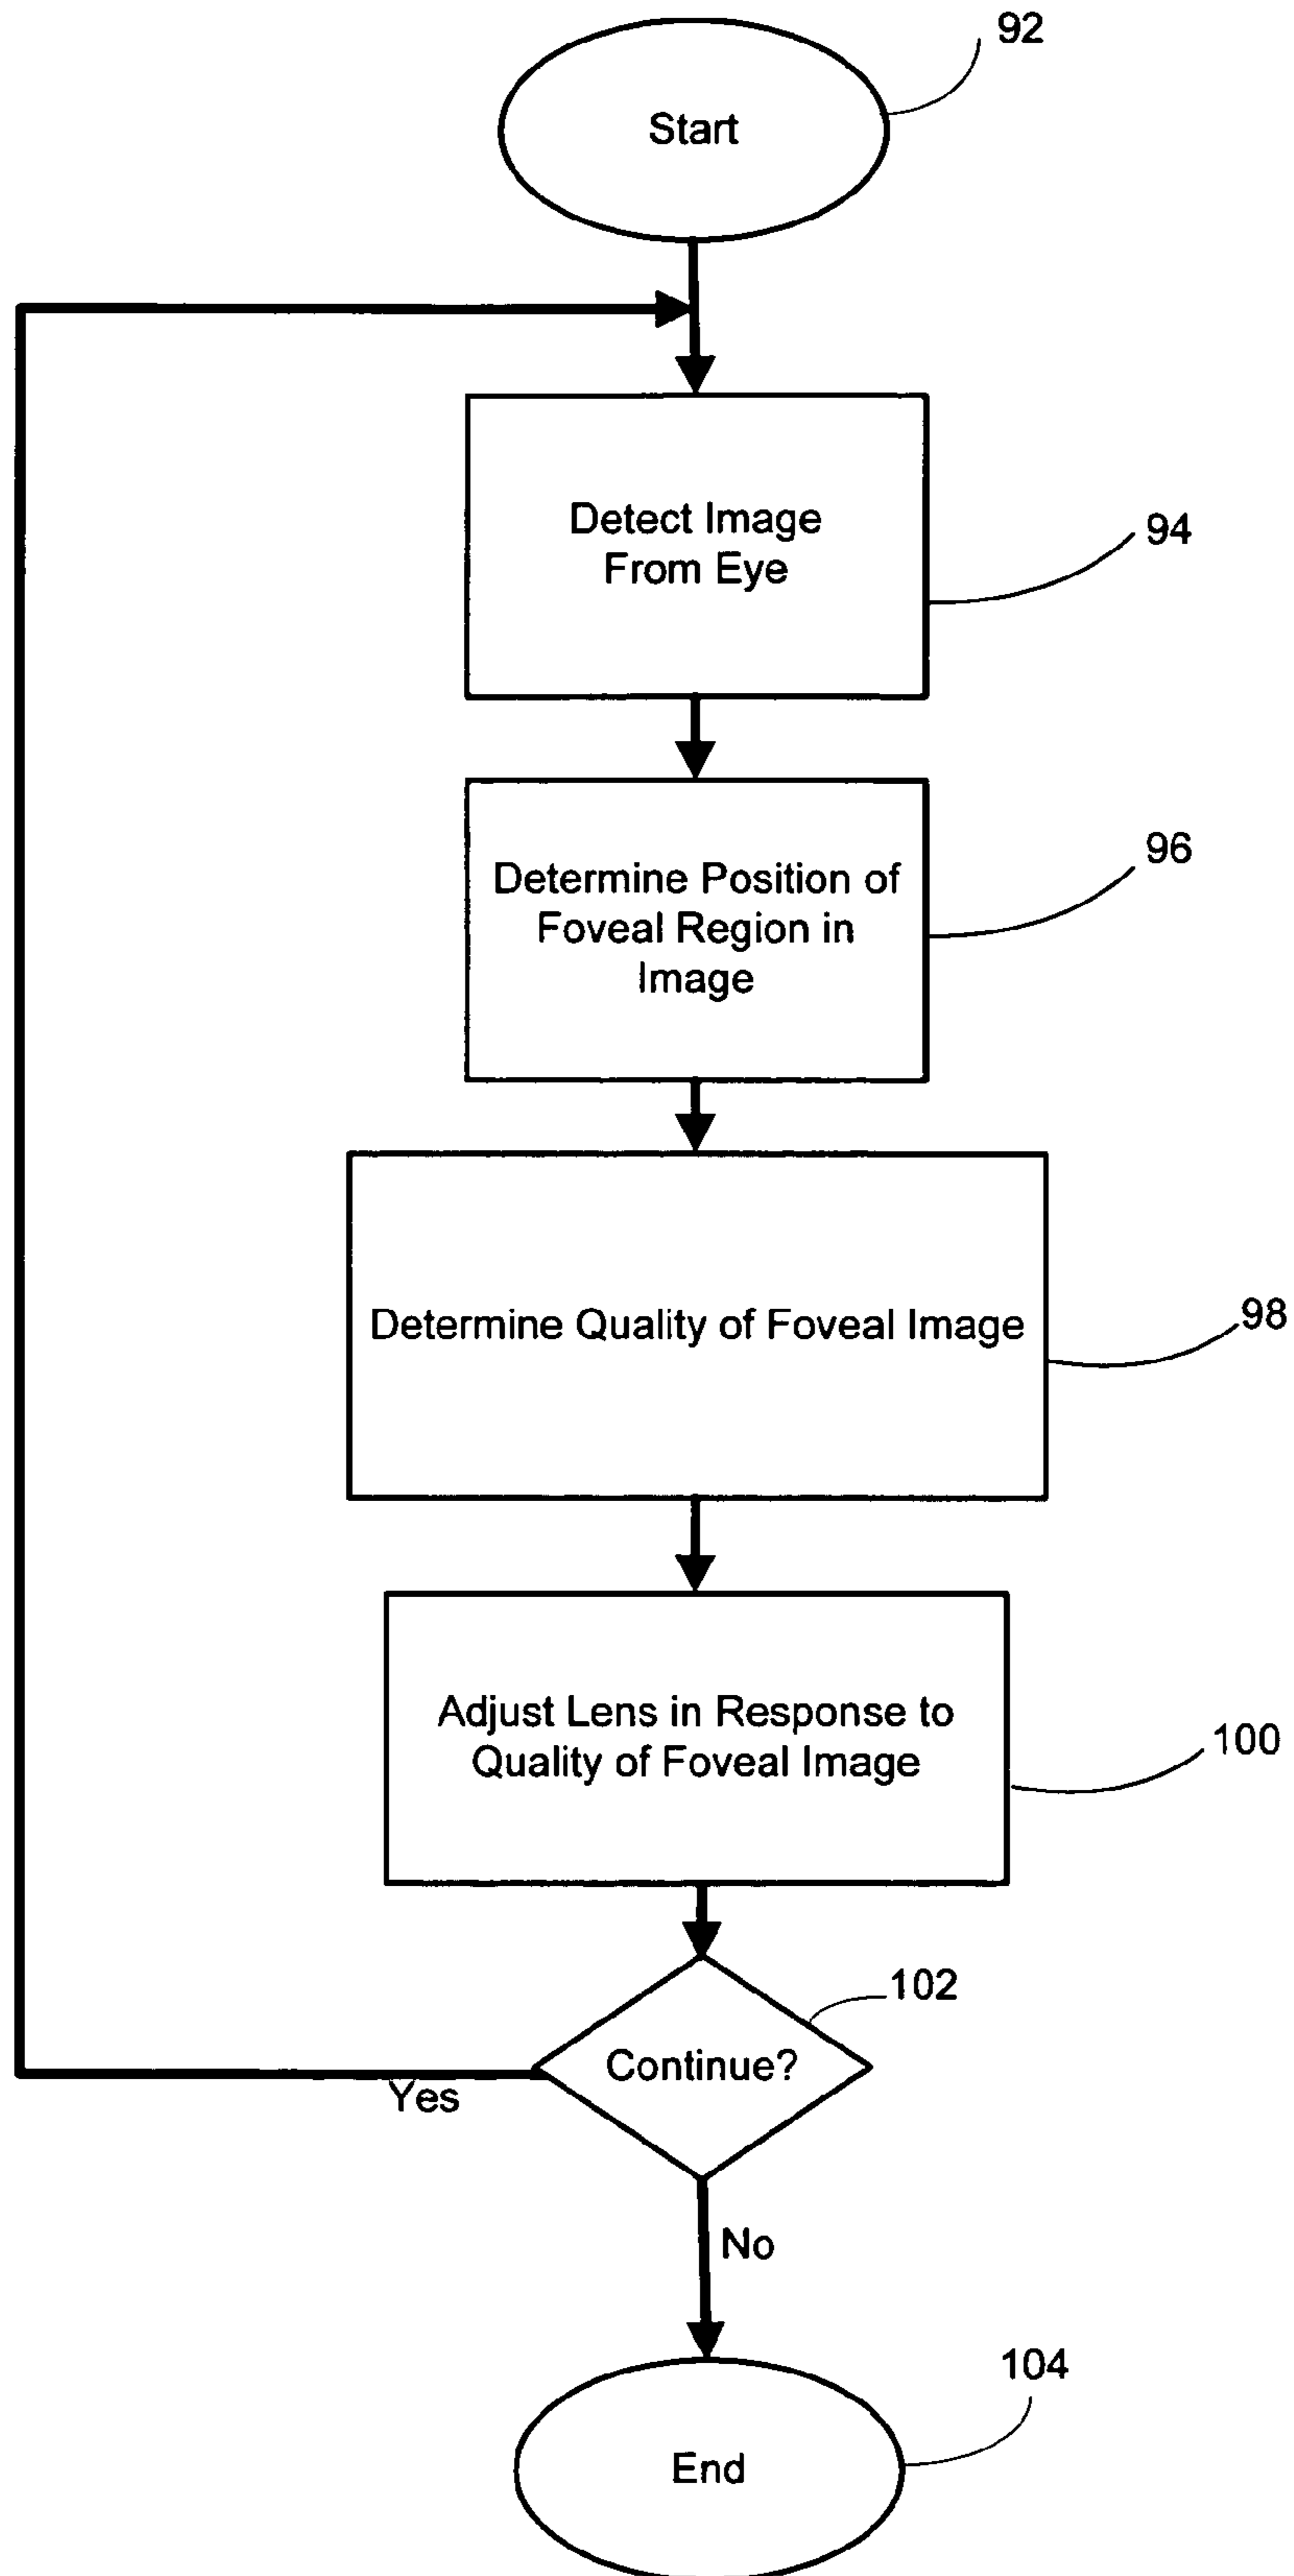 92
Start
Detect Image
From Eye
94
Determine Position of
Foveal Region in
Image
96
Determine Quality of Foveal Image
98
Adjust Lens in Response to
Quality of Foveal Image
100
102
Continue?
Yes
No
104
End